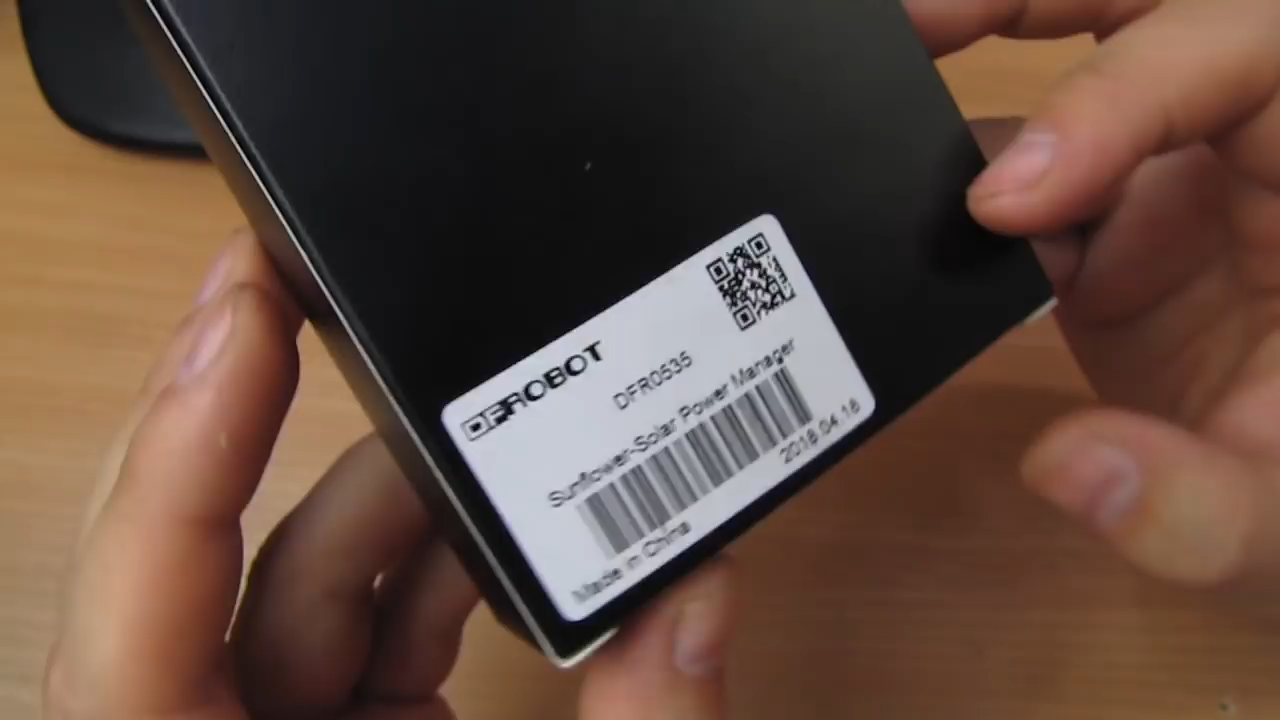 DFROBOT
DFR0535
Sunflower-Solar Power Manager
2018.04.18
Made in China